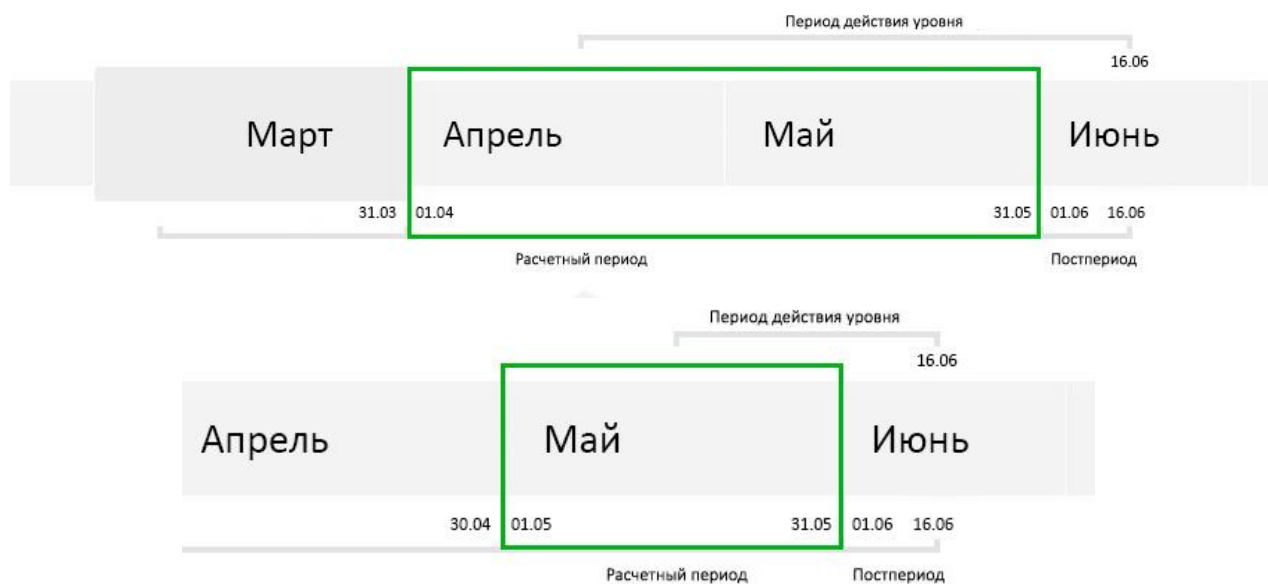 Период действия уровня
16.06
Март Апрель Май Июнь
31.03 01.04 31.05 01.06 16.06
Расчетный период Постпериод
Период действия уровня
16.06
Апрель Май Июнь
30.04 01.05 31.05 01.06 16.06
Расчетный период Постпериод